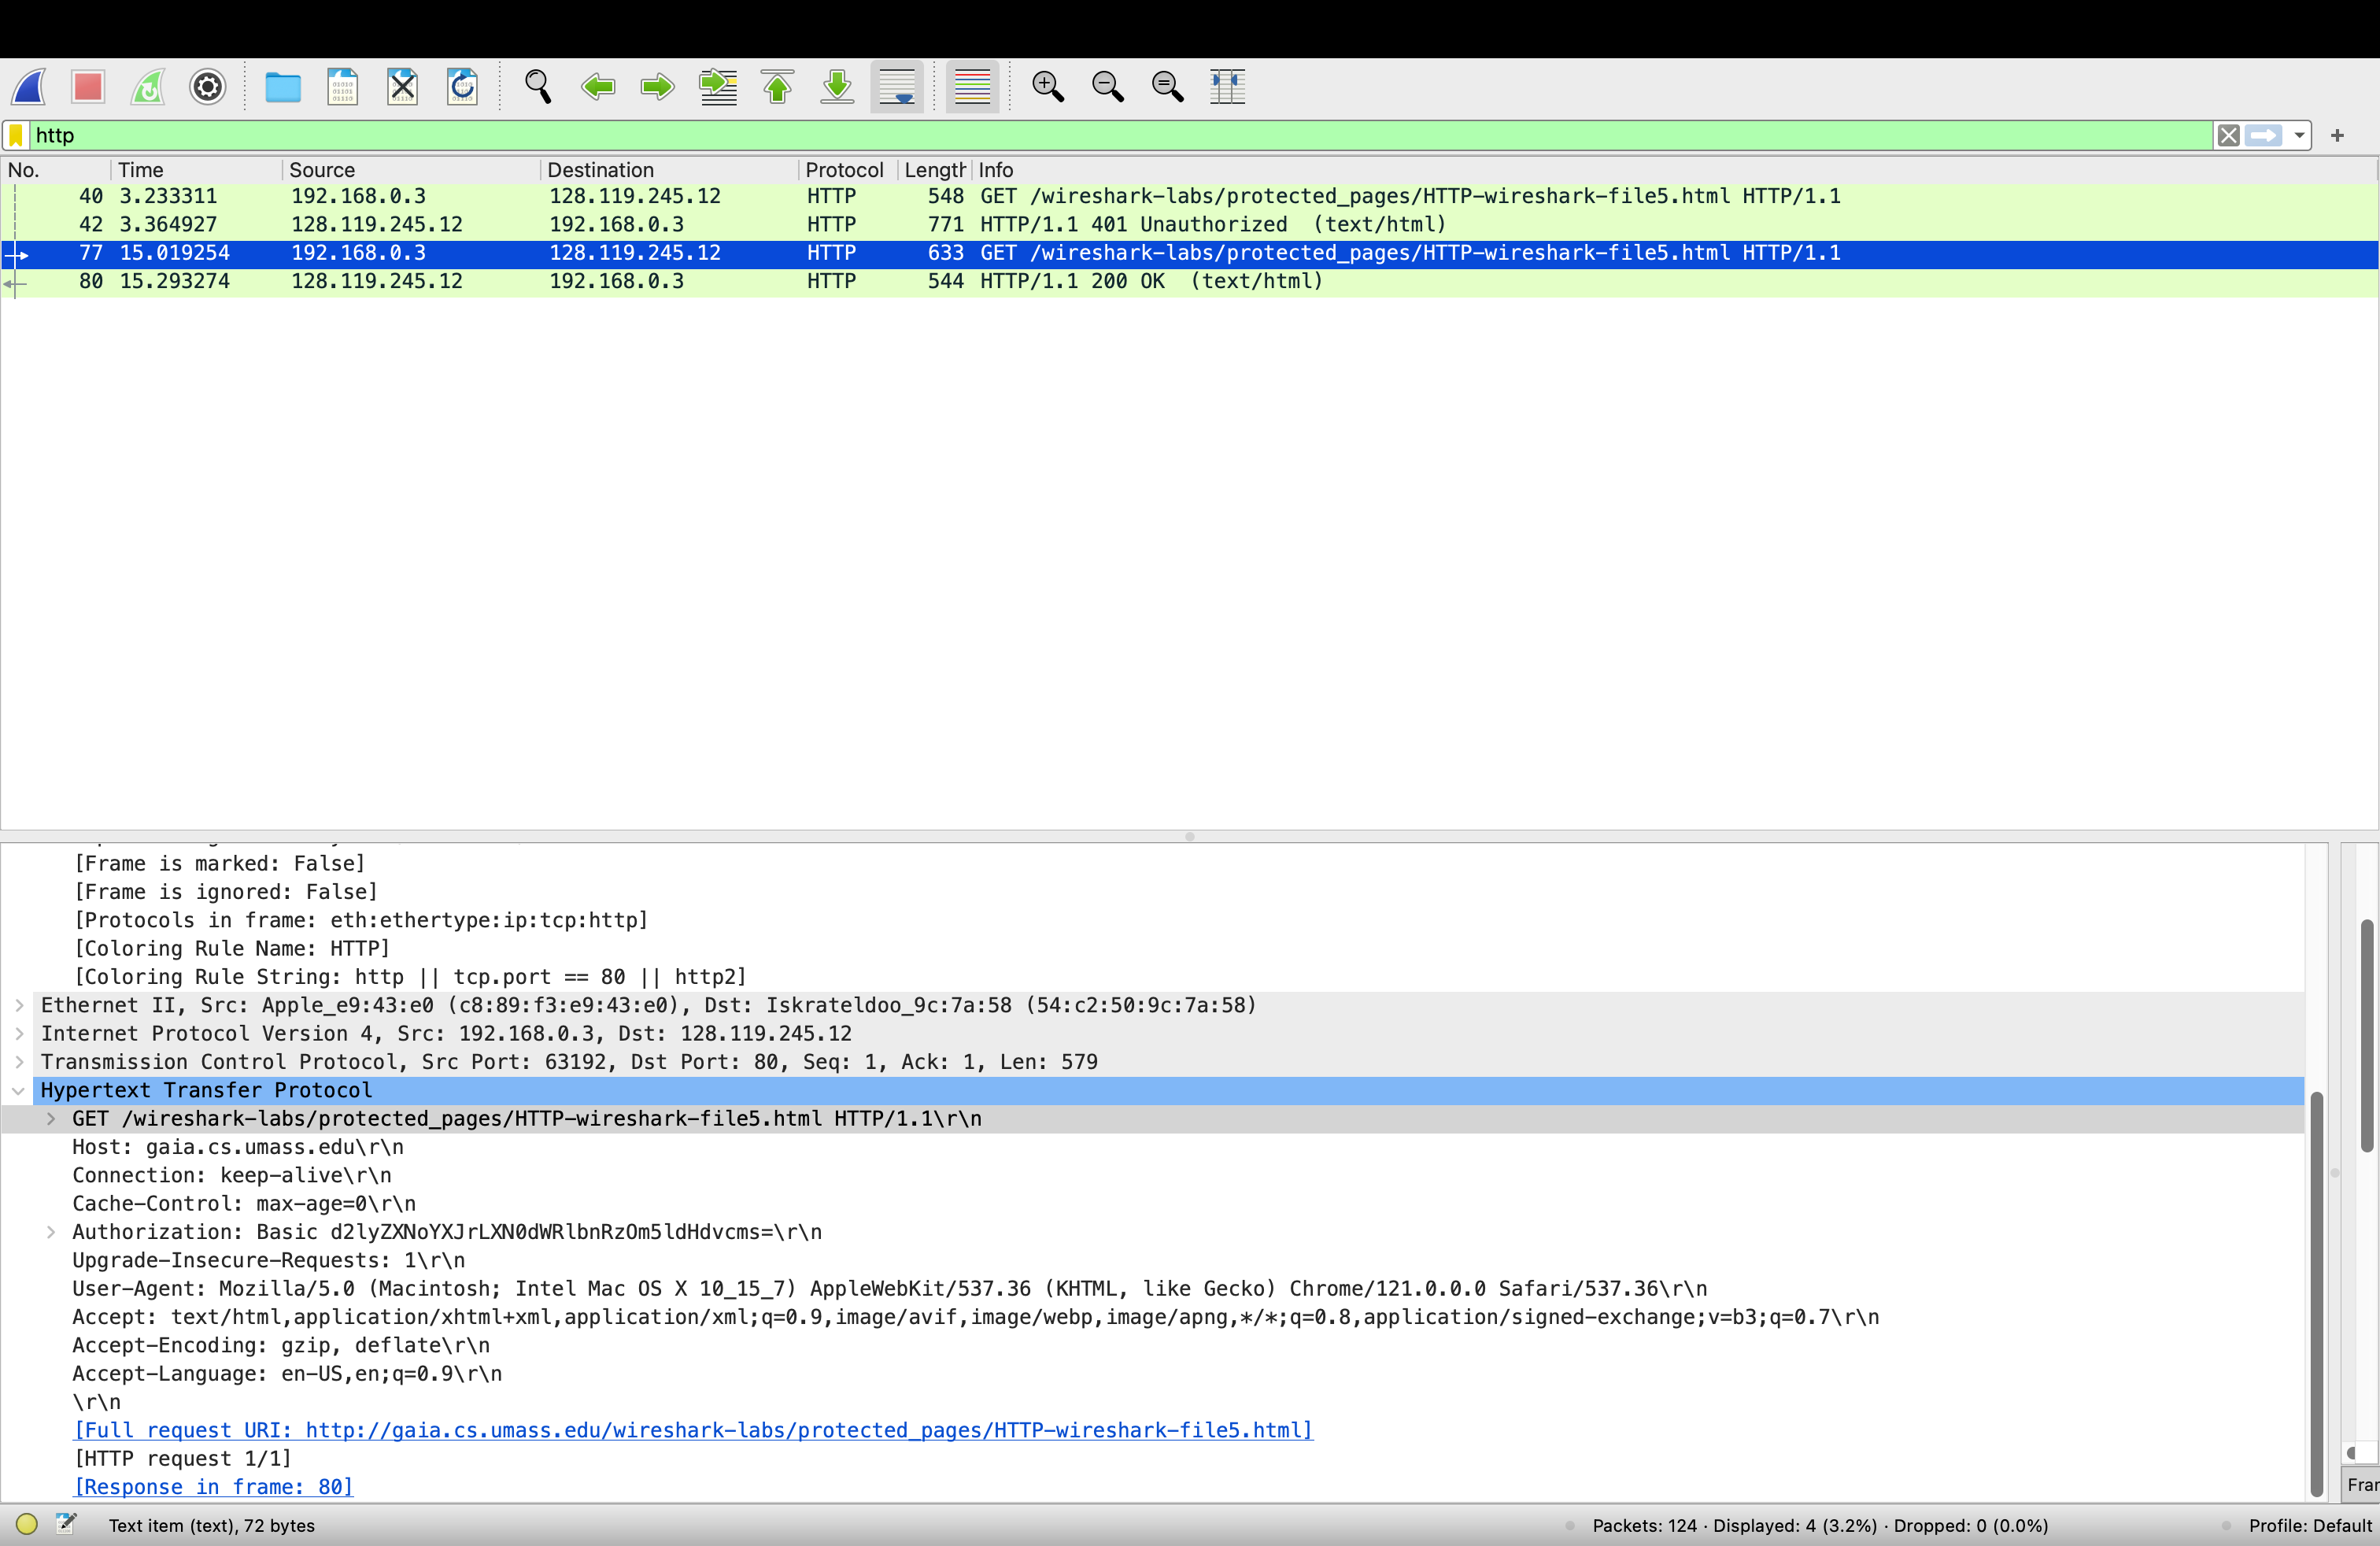 http
No. Time Source Destination Protocol Length Info
40 3.233311 192.168.0.3 128.119.245.12 HTTP 548 GET /wireshark-labs/protected_pages/HTTP-wireshark-file5.html HTTP/1.1
42 3.364927 128.119.245.12 192.168.0.3 HTTP 771 HTTP/1.1 401 Unauthorized (text/html)
77 15.019254 192.168.0.3 128.119.245.12 HTTP 633 GET /wireshark-labs/protected_pages/HTTP-wireshark-file5.html HTTP/1.1
80 15.293274 128.119.245.12 192.168.0.3 HTTP 544 HTTP/1.1 200 OK (text/html)
[Frame is marked: False]
[Frame is ignored: False]
[Protocols in frame: eth:ethertype:ip:tcp:http]
[Coloring Rule Name: HTTP]
[Coloring Rule String: http || tcp.port == 80 || http2]
Ethernet II, Src: Apple_e9:43:e0 (c8:89:f3:e9:43:e0), Dst: Iskrateldoo_9c:7a:58 (54:c2:50:9c:7a:58)
Internet Protocol Version 4, Src: 192.168.0.3, Dst: 128.119.245.12
Transmission Control Protocol, Src Port: 63192, Dst Port: 80, Seq: 1, Ack: 1, Len: 579
Hypertext Transfer Protocol
GET /wireshark-labs/protected_pages/HTTP-wireshark-file5.html HTTP/1.1\r\n
Host: gaia.cs.umass.edu\r\n
Connection: keep-alive\r\n
Cache-Control: max-age=0\r\n
Authorization: Basic d2lyZXNoYXJrLXN0dWRlbnRzOm5ldHdvcms=\r\n
Upgrade-Insecure-Requests: 1\r\n
User-Agent: Mozilla/5.0 (Macintosh; Intel Mac OS X 10_15_7) AppleWebKit/537.36 (KHTML, like Gecko) Chrome/121.0.0.0 Safari/537.36\r\n
Accept: text/html,application/xhtml+xml,application/xml;q=0.9,image/avif,image/webp,image/apng,*/*;q=0.8,application/signed-exchange;v=b3;q=0.7\r\n
Accept-Encoding: gzip, deflate\r\n
Accept-Language: en-US,en;q=0.9\r\n
\r\n
[Full request URI: http://gaia.cs.umass.edu/wireshark-labs/protected_pages/HTTP-wireshark-file5.html]
[HTTP request 1/1]
[Response in frame: 80]
Fra
Text item (text), 72 bytes
Packets: 124 · Displayed: 4 (3.2%) · Dropped: 0 (0.0%)
Profile: Default